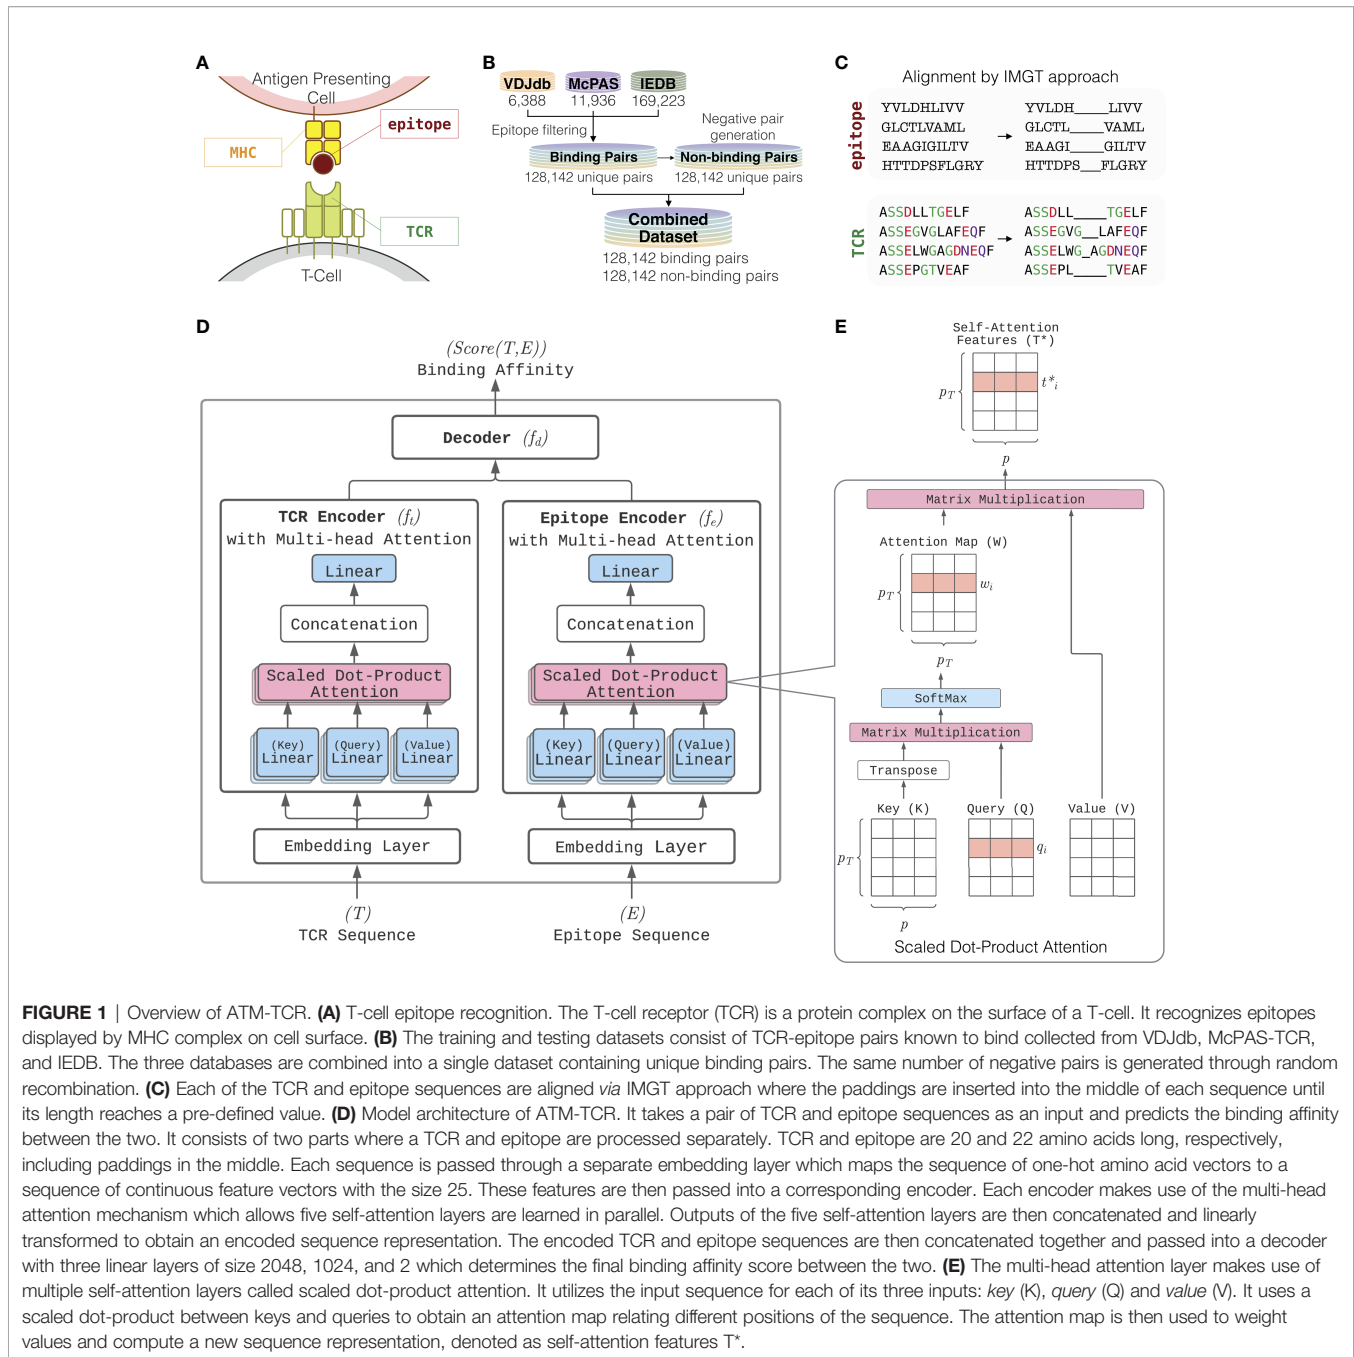 A
Antigen Presenting
Cell
epitope
MHC
TCR
T-Cell
B
VDJdb
McPAS
IEDB
6,388
11,936
169,223
Epitope filtering
Negative pair
generation
Binding Pairs
Non-binding Pairs
128,142 unique pairs
128,142 unique pairs
Combined
Dataset
128,142 binding pairs
128,142 non-binding pairs
C
Alignment by IMGT approach
epitope
YVLDHLIVV
YVLDH____LIVV
GLCTLVAML
GLCTL____VAML
EAAGIGILTV
EAAGI___GILTV
HTTDPSFLGRY
HTTDPS__FLGRY
TCR
ASSDLLTGELF
ASSDLL____TGELF
ASSEGVGLAFEQF
ASSEGVG__LAFEQF
ASSELWGAGDNEQF
ASSELWG_AGDNEQF
ASSEPGTVEAF
ASSEPL____TVEAF
D
(Score(T,E))
Binding Affinity
Decoder (fd)
TCR Encoder (ft)
with Multi-head Attention
Linear
Concatenation
Scaled Dot-Product
Attention
(Key)
Linear
(Query)
Linear
(Value)
Linear
Embedding Layer
(T)
TCR Sequence
Epitope Encoder (fe)
with Multi-head Attention
Linear
Concatenation
Scaled Dot-Product
Attention
(Key)
Linear
(Query)
Linear
(Value)
Linear
Embedding Layer
(E)
Epitope Sequence
E
Self-Attention
Features (T*)
pT
t*i
p
Matrix Multiplication
Attention Map (W)
pT
wi
pT
SoftMax
Matrix Multiplication
Transpose
Key (K)
Query (Q)
Value (V)
pT
qi
p
Scaled Dot-Product Attention
FIGURE 1 | Overview of ATM-TCR. (A) T-cell epitope recognition. The T-cell receptor (TCR) is a protein complex on the surface of a T-cell. It recognizes epitopes
displayed by MHC complex on cell surface. (B) The training and testing datasets consist of TCR-epitope pairs known to bind collected from VDJdb, McPAS-TCR,
and IEDB. The three databases are combined into a single dataset containing unique binding pairs. The same number of negative pairs is generated through random
recombination. (C) Each of the TCR and epitope sequences are aligned via IMGT approach where the paddings are inserted into the middle of each sequence until
its length reaches a pre-defined value. (D) Model architecture of ATM-TCR. It takes a pair of TCR and epitope sequences as an input and predicts the binding affinity
between the two. It consists of two parts where a TCR and epitope are processed separately. TCR and epitope are 20 and 22 amino acids long, respectively,
including paddings in the middle. Each sequence is passed through a separate embedding layer which maps the sequence of one-hot amino acid vectors to a
sequence of continuous feature vectors with the size 25. These features are then passed into a corresponding encoder. Each encoder makes use of the multi-head
attention mechanism which allows five self-attention layers are learned in parallel. Outputs of the five self-attention layers are then concatenated and linearly
transformed to obtain an encoded sequence representation. The encoded TCR and epitope sequences are then concatenated together and passed into a decoder
with three linear layers of size 2048, 1024, and 2 which determines the final binding affinity score between the two. (E) The multi-head attention layer makes use of
multiple self-attention layers called scaled dot-product attention. It utilizes the input sequence for each of its three inputs: key (K), query (Q) and value (V). It uses a
scaled dot-product between keys and queries to obtain an attention map relating different positions of the sequence. The attention map is then used to weight
values and compute a new sequence representation, denoted as self-attention features T*.